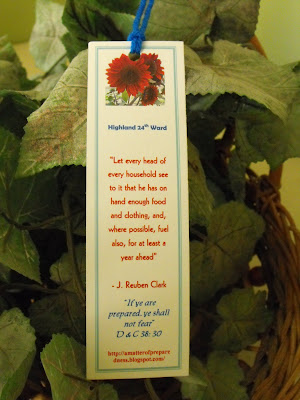 Highland 24th Ward
"Let every head of
every household see
to it that he has on
hand enough food
and clothing, and,
where possible, fuel
also, for at least a
year ahead"
- J. Reuben Clark
"If ye are
prepared, ye shall
not fear"
D & C 38: 30
http://amatterofprepare
dness.blogspot.com/